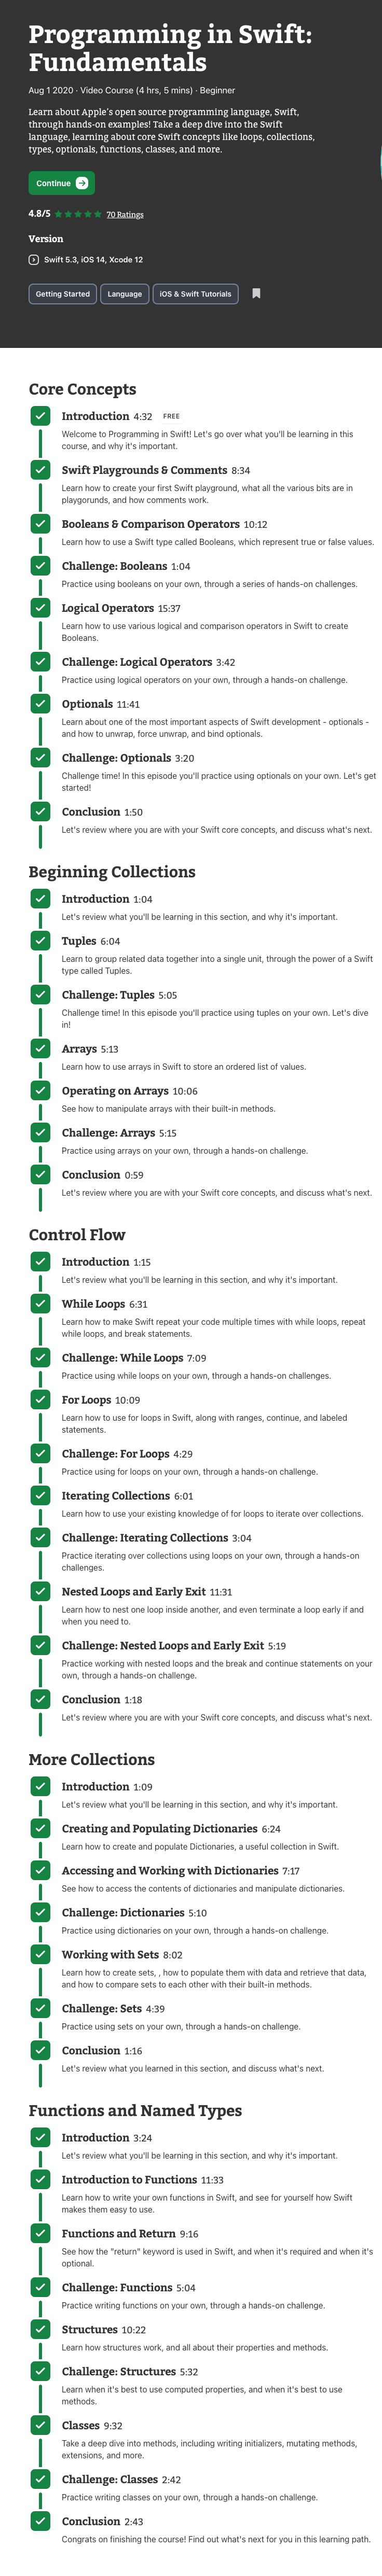 Programming in Swift:
Fundamentals
Aug 1 2020 · Video Course (4 hrs, 5 mins) · Beginner
Learn about Apple's open source programming language, Swift,
through hands-on examples! Take a deep dive into the Swift
language, learning about core Swift concepts like loops, collections,
types, optionals, functions, classes, and more.
Continue
4.8/5 70 Ratings
Version
Swift 5.3, iOS 14, Xcode 12
Getting Started Language iOS & Swift Tutorials
Core Concepts
Introduction 4:32 FREE
Welcome to Programming in Swift! Let's go over what you'll be learning in this
course, and why it's important.
Swift Playgrounds & Comments 8:34
Learn how to create your first Swift playground, what all the various bits are in
playgorunds, and how comments work.
Booleans & Comparison Operators 10:12
Learn how to use a Swift type called Booleans, which represent true or false values.
Challenge: Booleans 1:04
Practice using booleans on your own, through a series of hands-on challenges.
Logical Operators 15:37
Learn how to use various logical and comparison operators in Swift to create
Booleans.
Challenge: Logical Operators 3:42
Practice using logical operators on your own, through a hands-on challenge.
Optionals 11:41
Learn about one of the most important aspects of Swift development - optionals -
and how to unwrap, force unwrap, and bind optionals.
Challenge: Optionals 3:20
Challenge time! In this episode you'll practice using optionals on your own. Let's get
started!
Conclusion 1:50
Let's review where you are with your Swift core concepts, and discuss what's next.
Beginning Collections
Introduction 1:04
Let's review what you'll be learning in this section, and why it's important.
Tuples 6:04
Learn to group related data together into a single unit, through the power of a Swift
type called Tuples.
Challenge: Tuples 5:05
Challenge time! In this episode you'll practice using tuples on your own. Let's dive
in!
Arrays 5:13
Learn how to use arrays in Swift to store an ordered list of values.
Operating on Arrays 10:06
See how to manipulate arrays with their built-in methods.
Challenge: Arrays 5:15
Practice using arrays on your own, through a hands-on challenge.
Conclusion 0:59
Let's review where you are with your Swift core concepts, and discuss what's next.
Control Flow
Introduction 1:15
Let's review what you'll be learning in this section, and why it's important.
While Loops 6:31
Learn how to make Swift repeat your code multiple times with while loops, repeat
while loops, and break statements.
Challenge: While Loops 7:09
Practice using while loops on your own, through a hands-on challenges.
For Loops 10:09
Learn how to use for loops in Swift, along with ranges, continue, and labeled
statements.
Challenge: For Loops 4:29
Practice using for loops on your own, through a hands-on challenge.
Iterating Collections 6:01
Learn how to use your existing knowledge of for loops to iterate over collections.
Challenge: Iterating Collections 3:04
Practice iterating over collections using loops on your own, through a hands-on
challenges.
Nested Loops and Early Exit 11:31
Learn how to nest one loop inside another, and even terminate a loop early if and
when you need to.
Challenge: Nested Loops and Early Exit 5:19
Practice working with nested loops and the break and continue statements on your
own, through a hands-on challenge.
Conclusion 1:18
Let's review where you are with your Swift core concepts, and discuss what's next.
More Collections
Introduction 1:09
Let's review what you'll be learning in this section, and why it's important.
Creating and Populating Dictionaries 6:24
Learn how to create and populate Dictionaries, a useful collection in Swift.
Accessing and Working with Dictionaries 7:17
See how to access the contents of dictionaries and manipulate dictionaries.
Challenge: Dictionaries 5:10
Practice using dictionaries on your own, through a hands-on challenge.
Working with Sets 8:02
Learn how to create sets, , how to populate them with data and retrieve that data,
and how to compare sets to each other with their built-in methods.
Challenge: Sets 4:39
Practice using sets on your own, through a hands-on challenge.
Conclusion 1:16
Let's review what you learned in this section, and discuss what's next.
Functions and Named Types
Introduction 3:24
Let's review what you'll be learning in this section, and why it's important.
Introduction to Functions 11:33
Learn how to write your own functions in Swift, and see for yourself how Swift
makes them easy to use.
Functions and Return 9:16
See how the "return" keyword is used in Swift, and when it's required and when it's
optional.
Challenge: Functions 5:04
Practice writing functions on your own, through a hands-on challenge.
Structures 10:22
Learn how structures work, and all about their properties and methods.
Challenge: Structures 5:32
Learn when it's best to use computed properties, and when it's best to use
methods.
Classes 9:32
Take a deep dive into methods, including writing initializers, mutating methods,
extensions, and more.
Challenge: Classes 2:42
Practice writing classes on your own, through a hands-on challenge.
Conclusion 2:43
Congrats on finishing the course! Find out what's next for you in this learning path.